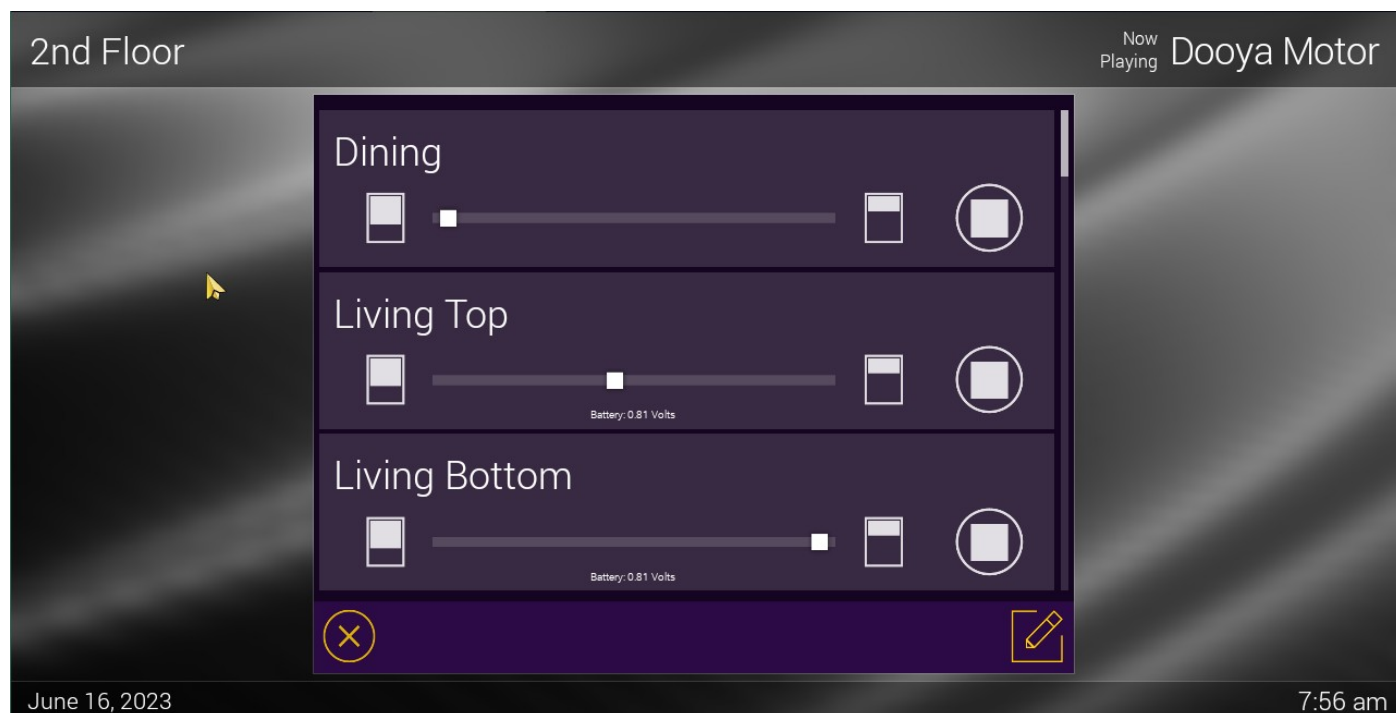 2nd Floor
Now Playing Dooya Motor
Dining
Living Top
Battery: 0.81 Volts
Living Bottom
Battery: 0.81 Volts
June 16, 2023
7:56 am